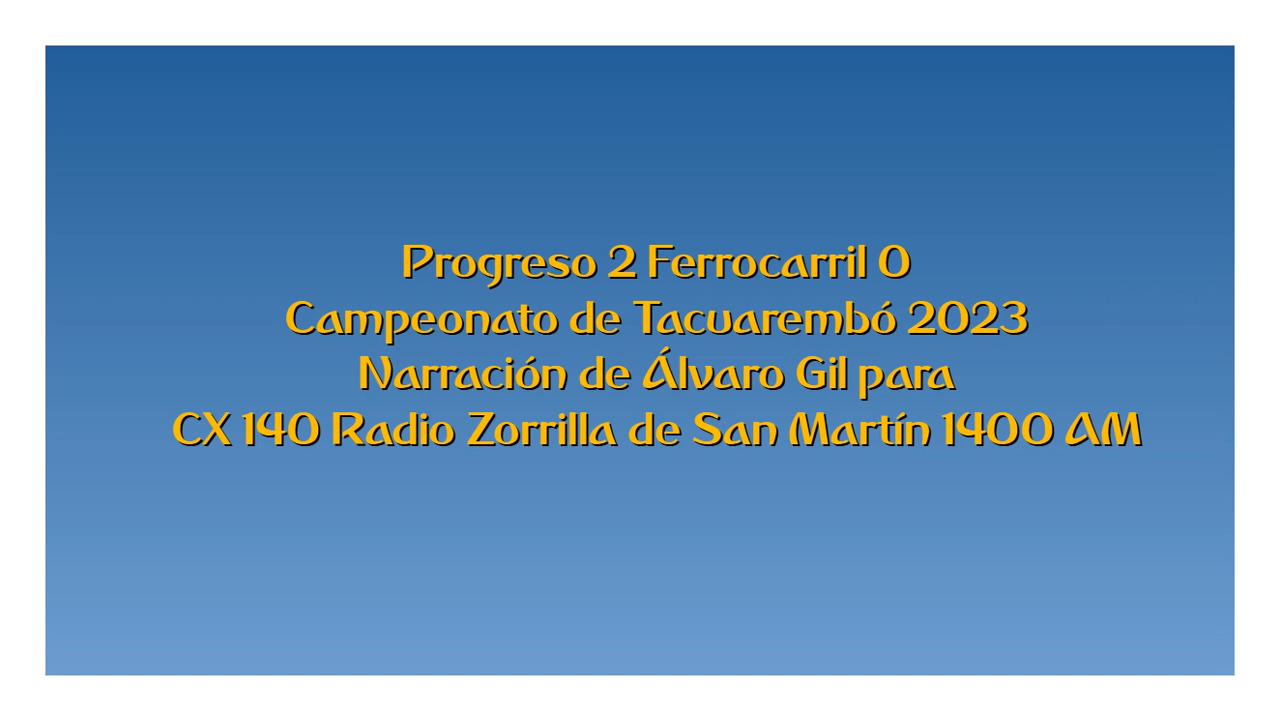 Progreso 2 Ferrocarril 0
Campeonato de Tacuarembó 2023
Narración de Álvaro Gil para
CX 140 Radio Zorrilla de San Martín 1400 AM